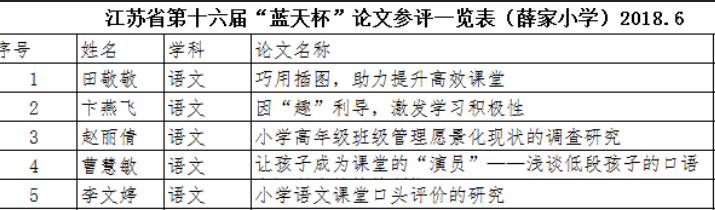 江苏省第十六届“蓝天杯”论文参评一览表（薛家小学）2018.6
序号 姓名 学科 论文名称
1 田敬敬 语文 巧用插图，助力提升高效课堂
2 卞燕飞 语文 因“趣”利导，激发学习积极性
3 赵丽倩 语文 小学高年级班级管理愿景化现状的调查研究
4 曹慧敏 语文 让孩子成为课堂的“演员”——浅谈低段孩子的口语
5 李文婷 语文 小学语文课堂口头评价的研究